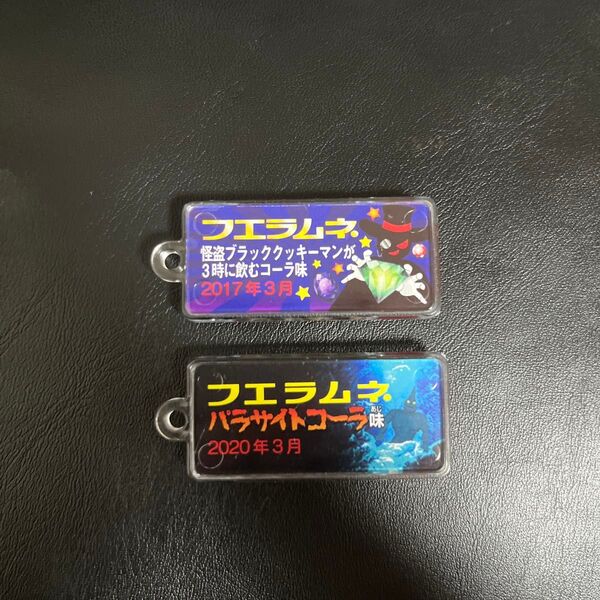 フエラムネ
怪盗ブラッククッキーマンが
3時に飲むコーラ味
2017年3月
フエラムネ
パラサイトコーラ味
あじ
2020年3月